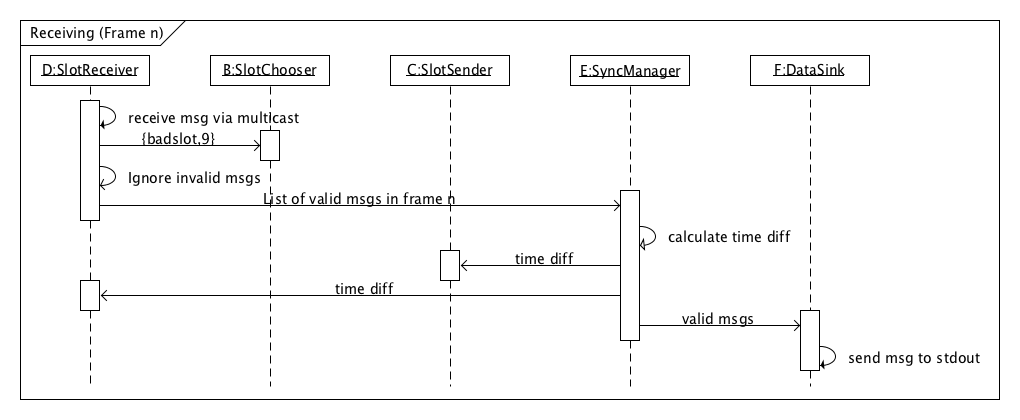 Receiving (Frame n)
D:SlotReceiver
B:SlotChooser
C:SlotSender
E:SyncManager
F:DataSink
receive msg via multicast
{badslot,9}
Ignore invalid msgs
List of valid msgs in frame n
calculate time diff
time diff
time diff
valid msgs
send msg to stdout